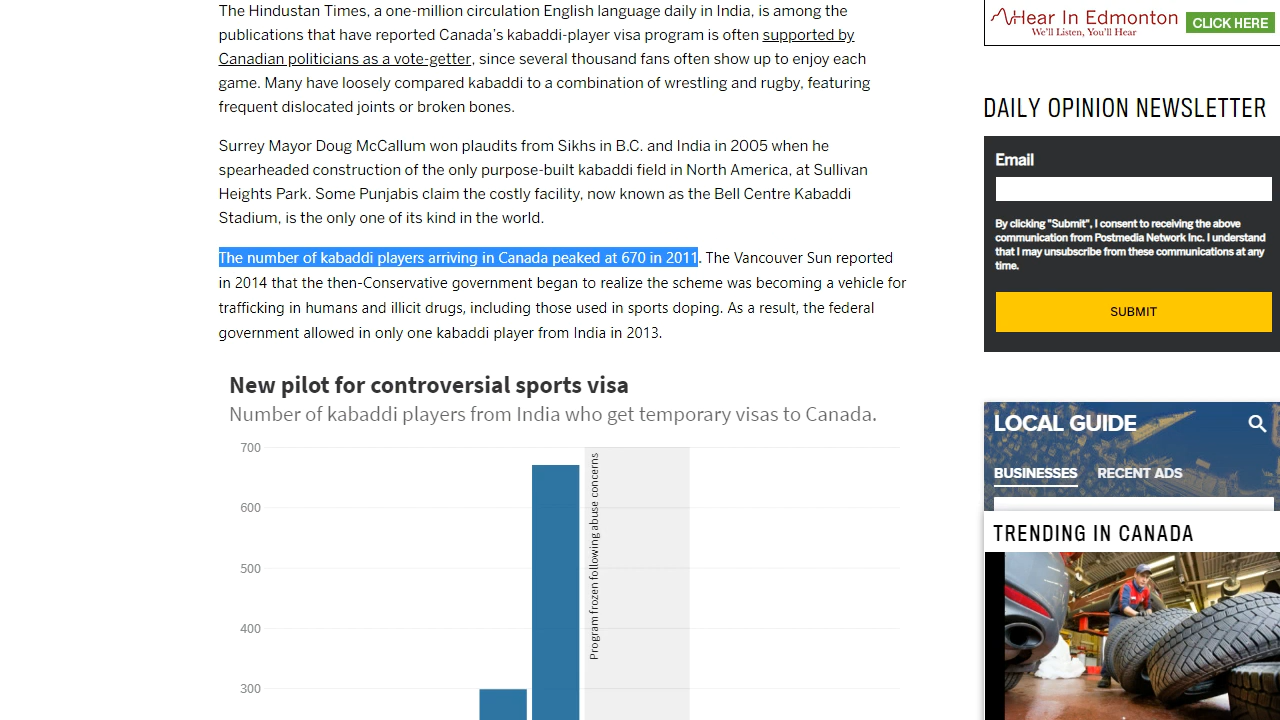 The Hindustan Times, a one-million circulation English language daily in India, is among the
publications that have reported Canada's kabaddi-player visa program is often supported by
Canadian politicians as a vote-getter, since several thousand fans often show up to enjoy each
game. Many have loosely compared kabaddi to a combination of wrestling and rugby, featuring
frequent dislocated joints or broken bones.
Surrey Mayor Doug McCallum won plaudits from Sikhs in B.C. and India in 2005 when he
spearheaded construction of the only purpose-built kabaddi field in North America, at Sullivan
Heights Park. Some Punjabis claim the costly facility, now known as the Bell Centre Kabaddi
Stadium, is the only one of its kind in the world.
The number of kabaddi players arriving in Canada peaked at 670 in 2011. The Vancouver Sun reported
in 2014 that the then-Conservative government began to realize the scheme was becoming a vehicle for
trafficking in humans and illicit drugs, including those used in sports doping. As a result, the federal
government allowed in only one kabaddi player from India in 2013.
New pilot for controversial sports visa
Number of kabaddi players from India who get temporary visas to Canada.
700
600
500
400
300
Program frozen following abuse concerns
Hear In Edmonton
We'll Listen, You'll Hear
CLICK HERE
DAILY OPINION NEWSLETTER
Email
By clicking "Submit", I consent to receiving the above
communication from Postmedia Network Inc. I understand
that I may unsubscribe from these communications at any
time.
SUBMIT
LOCAL GUIDE
BUSINESSES RECENT ADS
TRENDING IN CANADA